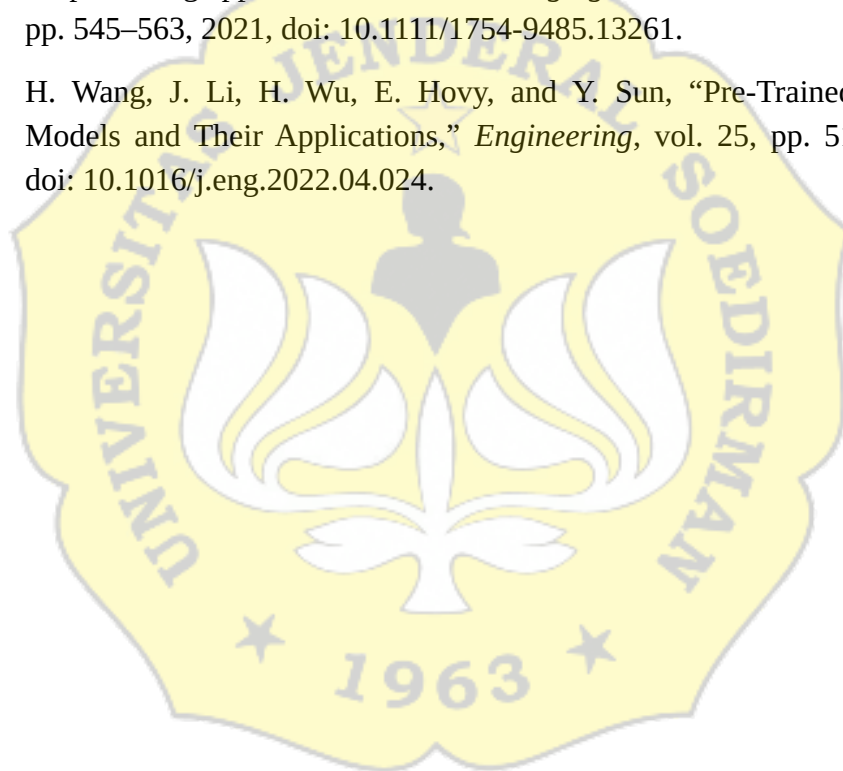 pp. 545–563, 2021, doi: 10.1111/1754-9485.13261.
H. Wang, J. Li, H. Wu, E. Hovy, and Y. Sun, “Pre-Trained
Models and Their Applications,” Engineering, vol. 25, pp. 51
doi: 10.1016/j.eng.2022.04.024.
UNIVERSITAS JENDERAL SOEDIRMAN
1963